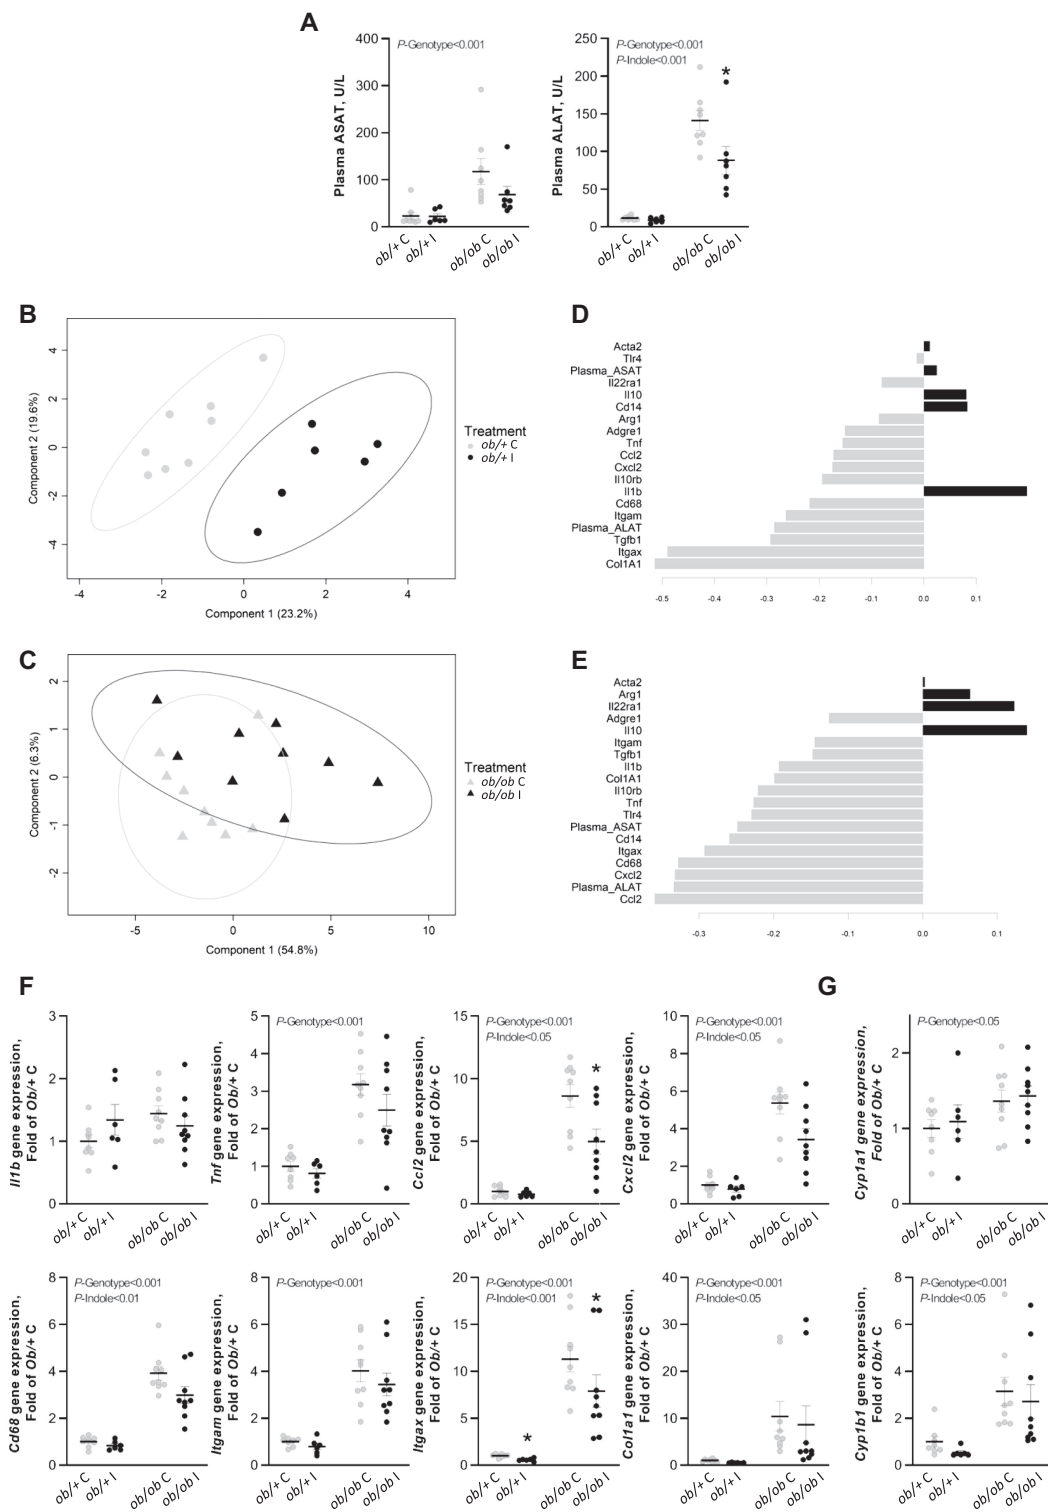 A
Plasma ASAT, U/L
400
300
200
100
0
P-Genotype<0.001
ob/+ C
ob/+ I
ob/ob C
ob/ob I
Plasma ALAT, U/L
250
200
150
100
50
0
P-Genotype<0.001
P-Indole<0.001
*
ob/+ C
ob/+ I
ob/ob C
ob/ob I
B
Component 2 (19.6%)
4
2
0
-2
-4
-4
-2
0
2
4
Component 1 (23.2%)
Treatment
ob/+ C
ob/+ I
D
Acta2
Tlr4
Plasma_ASAT
Il22ra1
Il10
Cd14
Arg1
Adgre1
Tnf
Ccl2
Cxcl2
Il10rb
Il1b
Cd68
Itgam
Plasma_ALAT
Tgfb1
Itgax
Col1A1
-0.5
-0.4
-0.3
-0.2
-0.1
0.0
0.1
C
Component 2 (6.3%)
2
1
0
-1
-2
-5
0
5
10
Component 1 (54.8%)
Treatment
ob/ob C
ob/ob I
E
Acta2
Arg1
Il22ra1
Adgre1
Il10
Itgam
Tgfb1
Il1b
Col1A1
Il10rb
Tnf
Tlr4
Plasma_ASAT
Cd14
Itgax
Cd68
Cxcl2
Plasma_ALAT
Ccl2
-0.3
-0.2
-0.1
0.0
0.1
F
Il1b gene expression,
Fold of Ob/+ C
3
2
1
0
ob/+ C
ob/+ I
ob/ob C
ob/ob I
Tnf gene expression,
Fold of Ob/+ C
5
4
3
2
1
0
P-Genotype<0.001
ob/+ C
ob/+ I
ob/ob C
ob/ob I
Ccl2 gene expression,
Fold of Ob/+ C
15
10
5
0
P-Genotype<0.001
P-Indole<0.05
*
ob/+ C
ob/+ I
ob/ob C
ob/ob I
Cxcl2 gene expression,
Fold of Ob/+ C
10
8
6
4
2
0
P-Genotype<0.001
P-Indole<0.05
ob/+ C
ob/+ I
ob/ob C
ob/ob I
G
Cyp1a1 gene expression,
Fold of Ob/+ C
2
1
0
P-Genotype<0.05
ob/+ C
ob/+ I
ob/ob C
ob/ob I
Cd68 gene expression,
Fold of Ob/+ C
8
6
4
2
0
P-Genotype<0.001
P-Indole<0.01
ob/+ C
ob/+ I
ob/ob C
ob/ob I
Itgam gene expression,
Fold of Ob/+ C
8
6
4
2
0
P-Genotype<0.001
ob/+ C
ob/+ I
ob/ob C
ob/ob I
Itgax gene expression,
Fold of Ob/+ C
20
15
10
5
0
P-Genotype<0.001
P-Indole<0.001
*
*
ob/+ C
ob/+ I
ob/ob C
ob/ob I
Col1a1 gene expression,
Fold of Ob/+ C
40
30
20
10
0
P-Genotype<0.001
P-Indole<0.05
ob/+ C
ob/+ I
ob/ob C
ob/ob I
Cyp1b1 gene expression,
Fold of Ob/+ C
8
6
4
2
0
P-Genotype<0.001
P-Indole<0.05
ob/+ C
ob/+ I
ob/ob C
ob/ob I